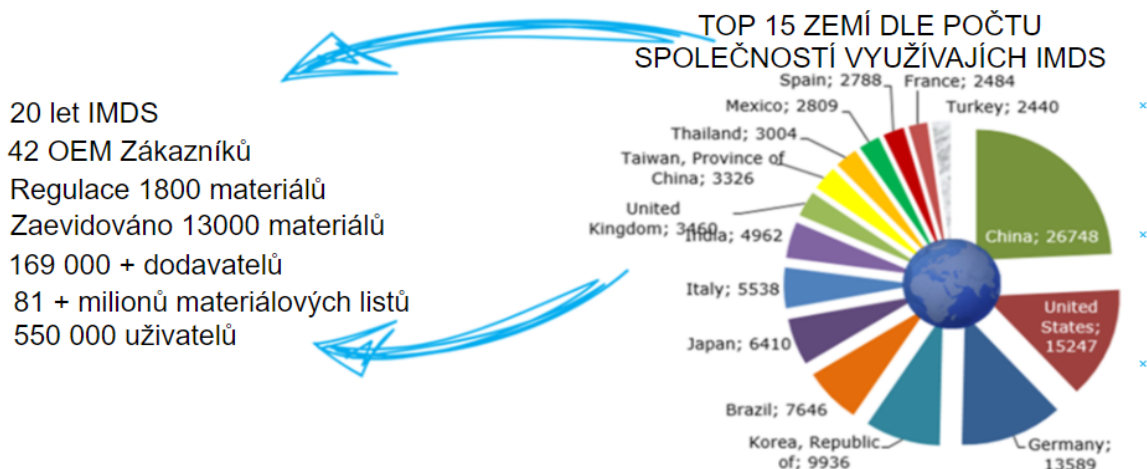 TOP 15 ZEMÍ DLE POČTU
SPOLEČNOSTÍ VYUŽÍVAJÍCH IMDS
20 let IMDS
42 OEM Zákazníků
Regulace 1800 materiálů
Zaevidováno 13000 materiálů
169 000 + dodavatelů
81 + milionů materiálových listů
550 000 uživatelů
Spain; 2788
France; 2484
Mexico; 2809
Turkey; 2440
Thailand; 3004
Taiwan, Province of
China; 3326
United
Kingdom; 3460
India; 4962
China; 26748
Italy; 5538
United
States;
15247
Japan; 6410
Brazil; 7646
Korea, Republic
of; 9936
Germany;
13589